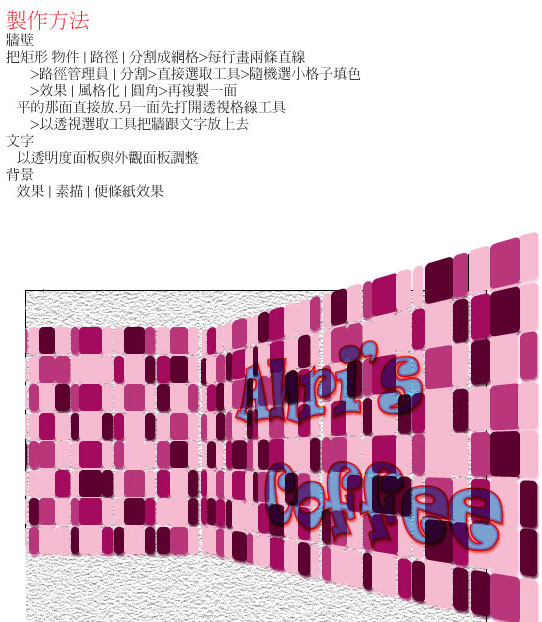 製作方法
牆壁
把矩形 物件 | 路徑 | 分割成網格>每行畫兩條直線
>路徑管理員 | 分割>直接選取工具>隨機選小格子填色
>效果 | 風格化 | 圓角>再複製一面
平的那面直接放.另一面先打開透視格線工具
>以透視選取工具把牆跟文字放上去
文字
以透明度面板與外觀面板調整
背景
效果 | 素描 | 便條紙效果
Alrri's
Coffee